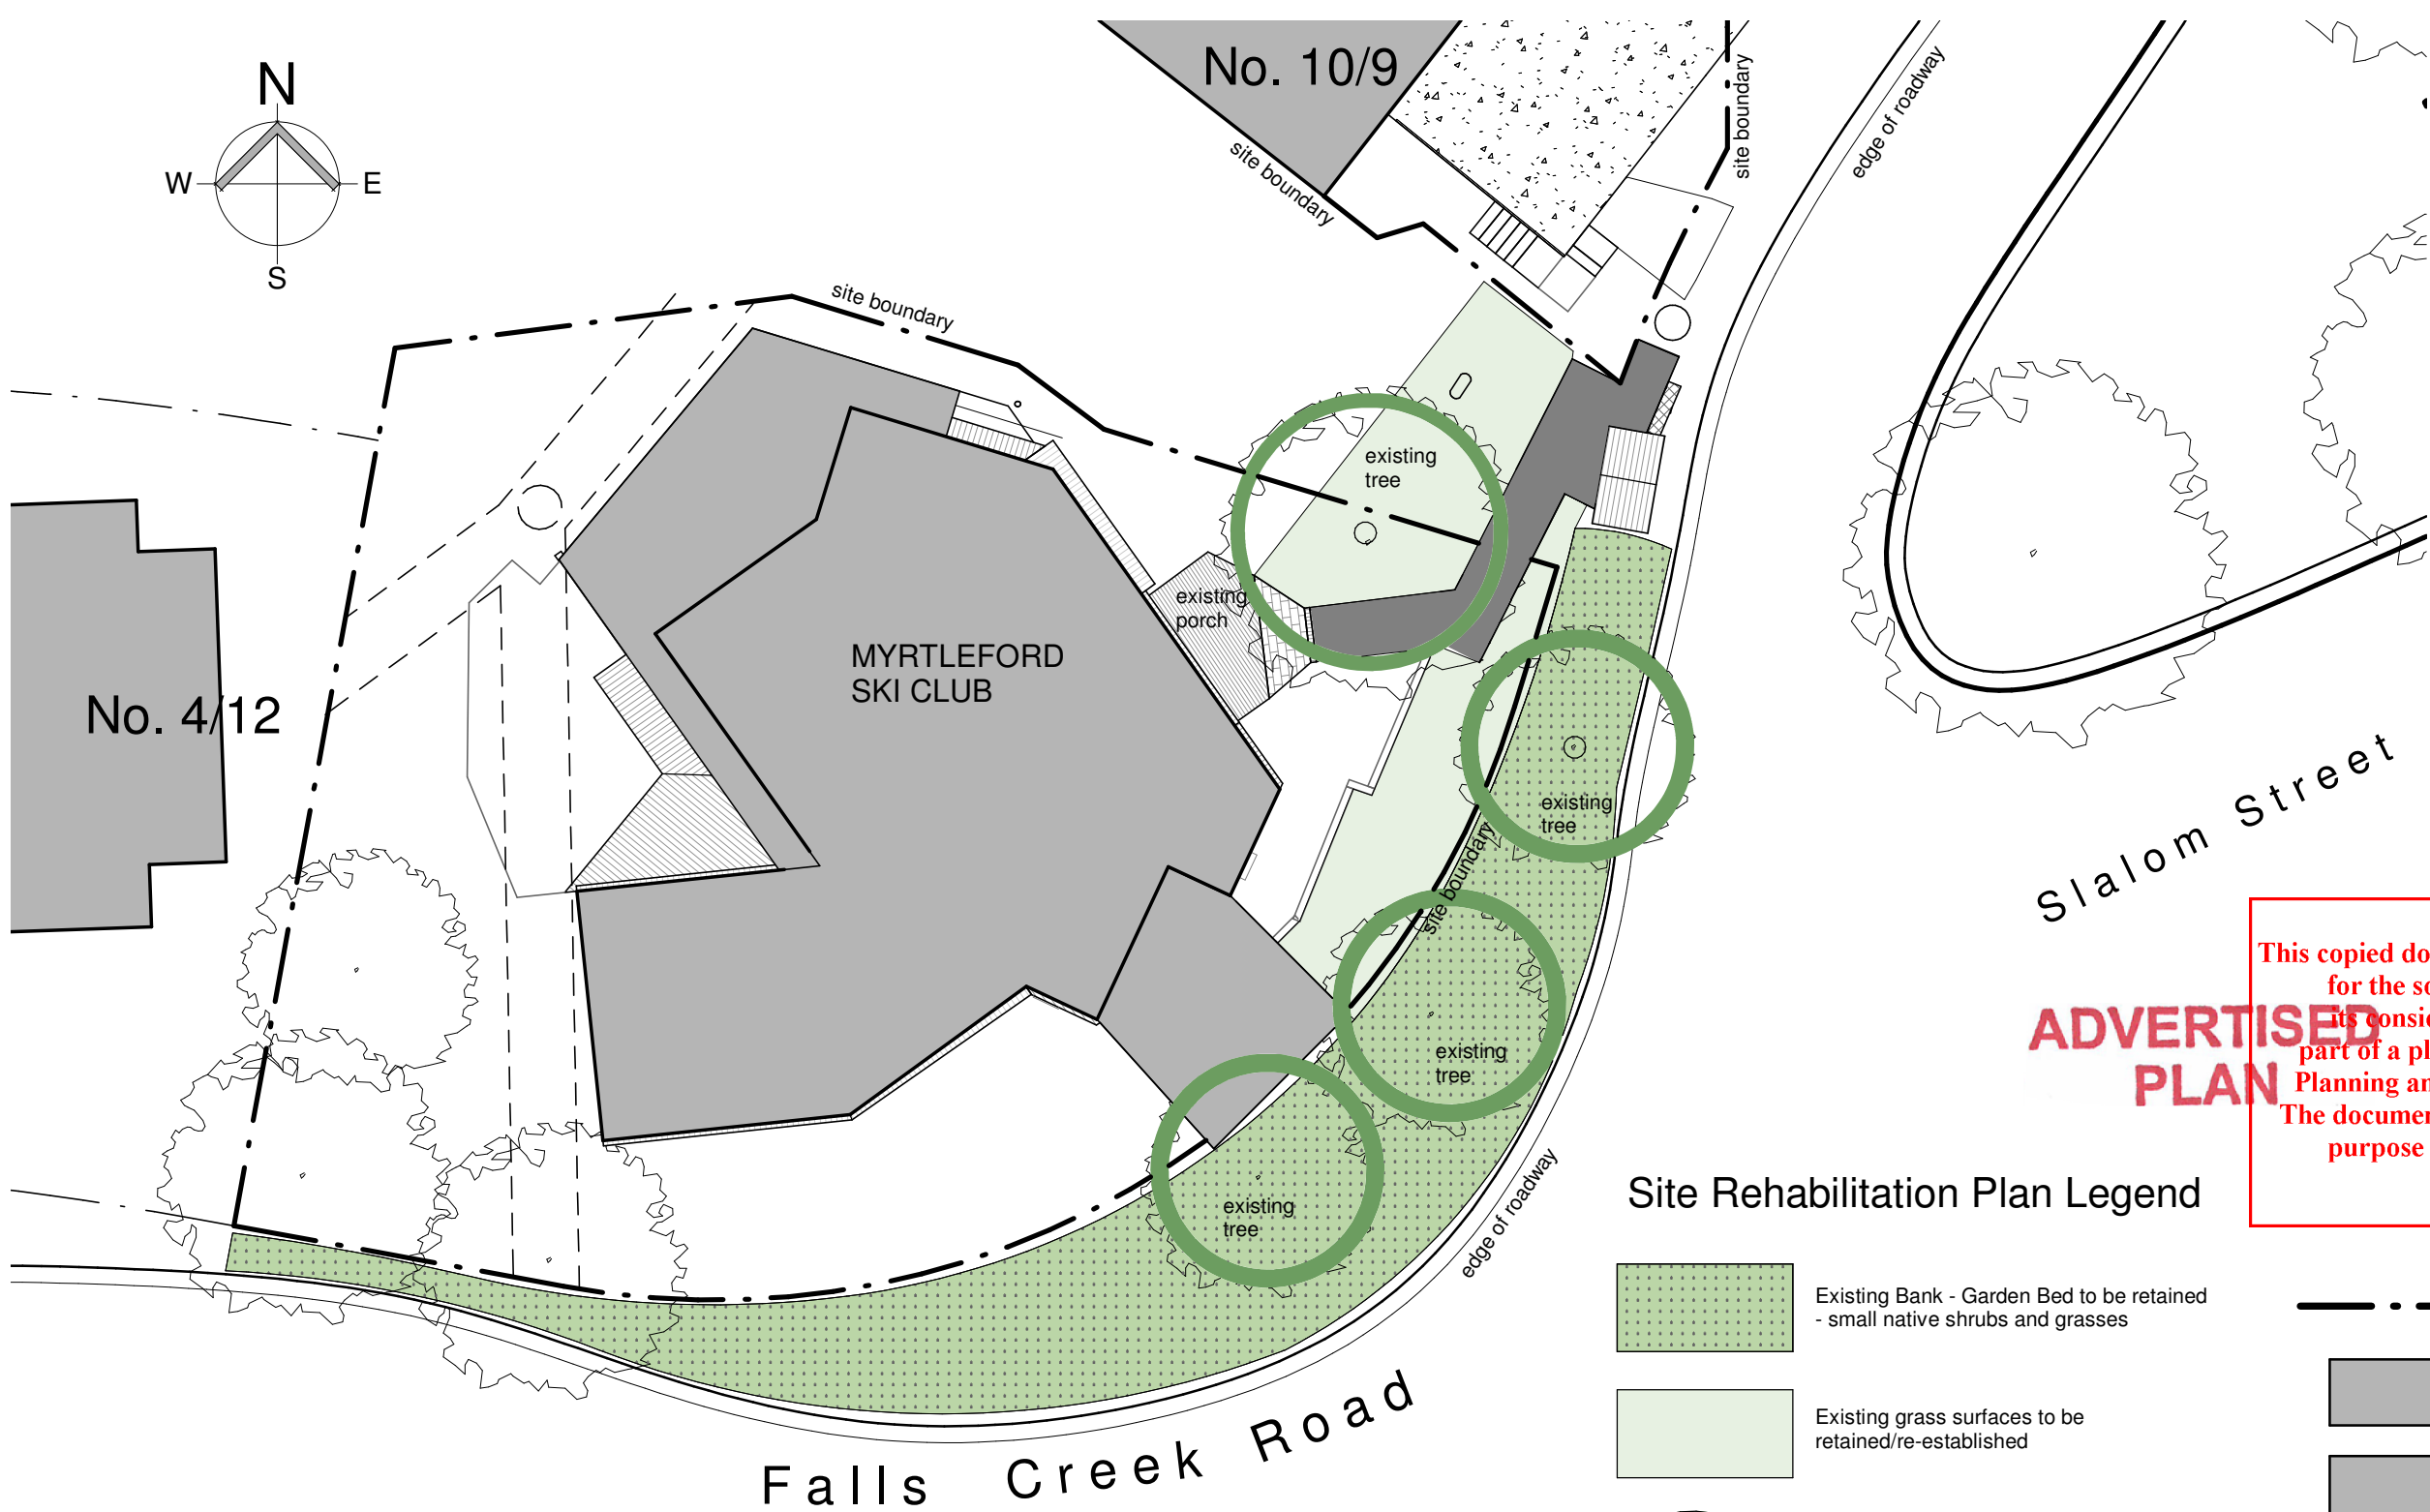 No. 10/9
N
W
E
S
site boundary
edge of roadway
site boundary
site boundary
existing
tree
existing
porch
MYRTLEFORD
SKI CLUB
No. 4/12
existing
tree
site boundary
Slalom Street
existing
tree
existing
tree
edge of roadway
ADVERTISED
PLAN
This copied do
for the so
its consid
part of a pl
Planning an
The documen
purpose
Site Rehabilitation Plan Legend
Existing Bank - Garden Bed to be retained
- small native shrubs and grasses
Existing grass surfaces to be
retained/re-established
Falls Creek Road